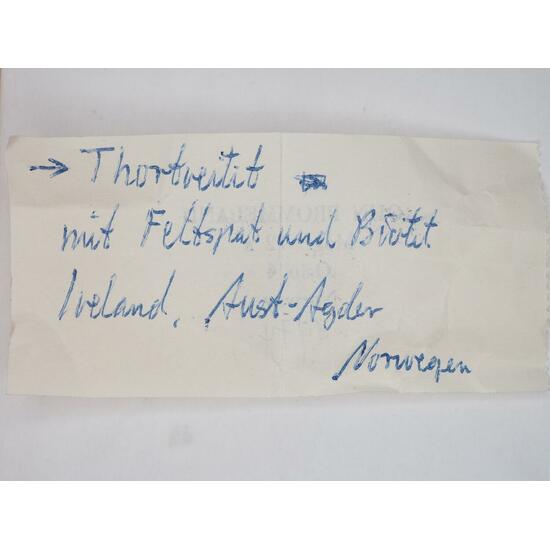 → Thortveitit
mit Feldspat und Biotit
Iveland, Aust-Agder
Norwegen